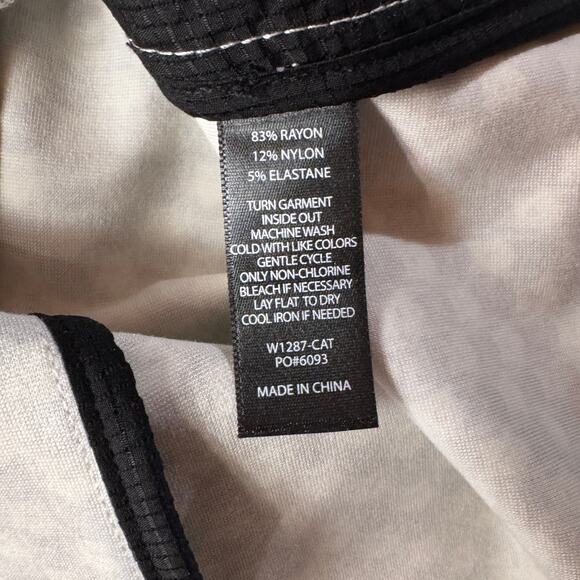 83% RAYON
12% NYLON
5% ELASTANE
TURN GARMENT
INSIDE OUT
MACHINE WASH
COLD WITH LIKE COLORS
GENTLE CYCLE
ONLY NON-CHLORINE
BLEACH IF NECESSARY
LAY FLAT TO DRY
COOL IRON IF NEEDED
W1287-CAT
PO#6093
MADE IN CHINA